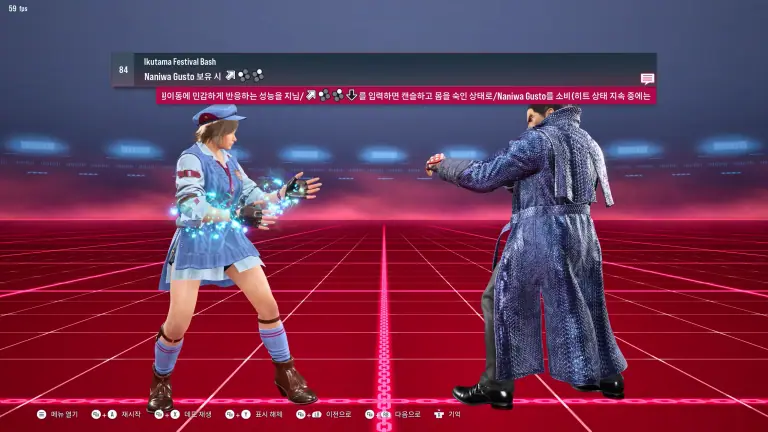 59 fps
84
Ikutama Festival Bash
Naniwa Gusto 보유 시
횡이동에 민감하게 반응하는 성능을 지님/ 를 입력하면 캔슬하고 몸을 숙인 상태로/Naniwa Gusto를 소비(히트 상태 지속 중에는
메뉴 열기 재시작 데모 재생 표시 해제 이전으로 다음으로 기억